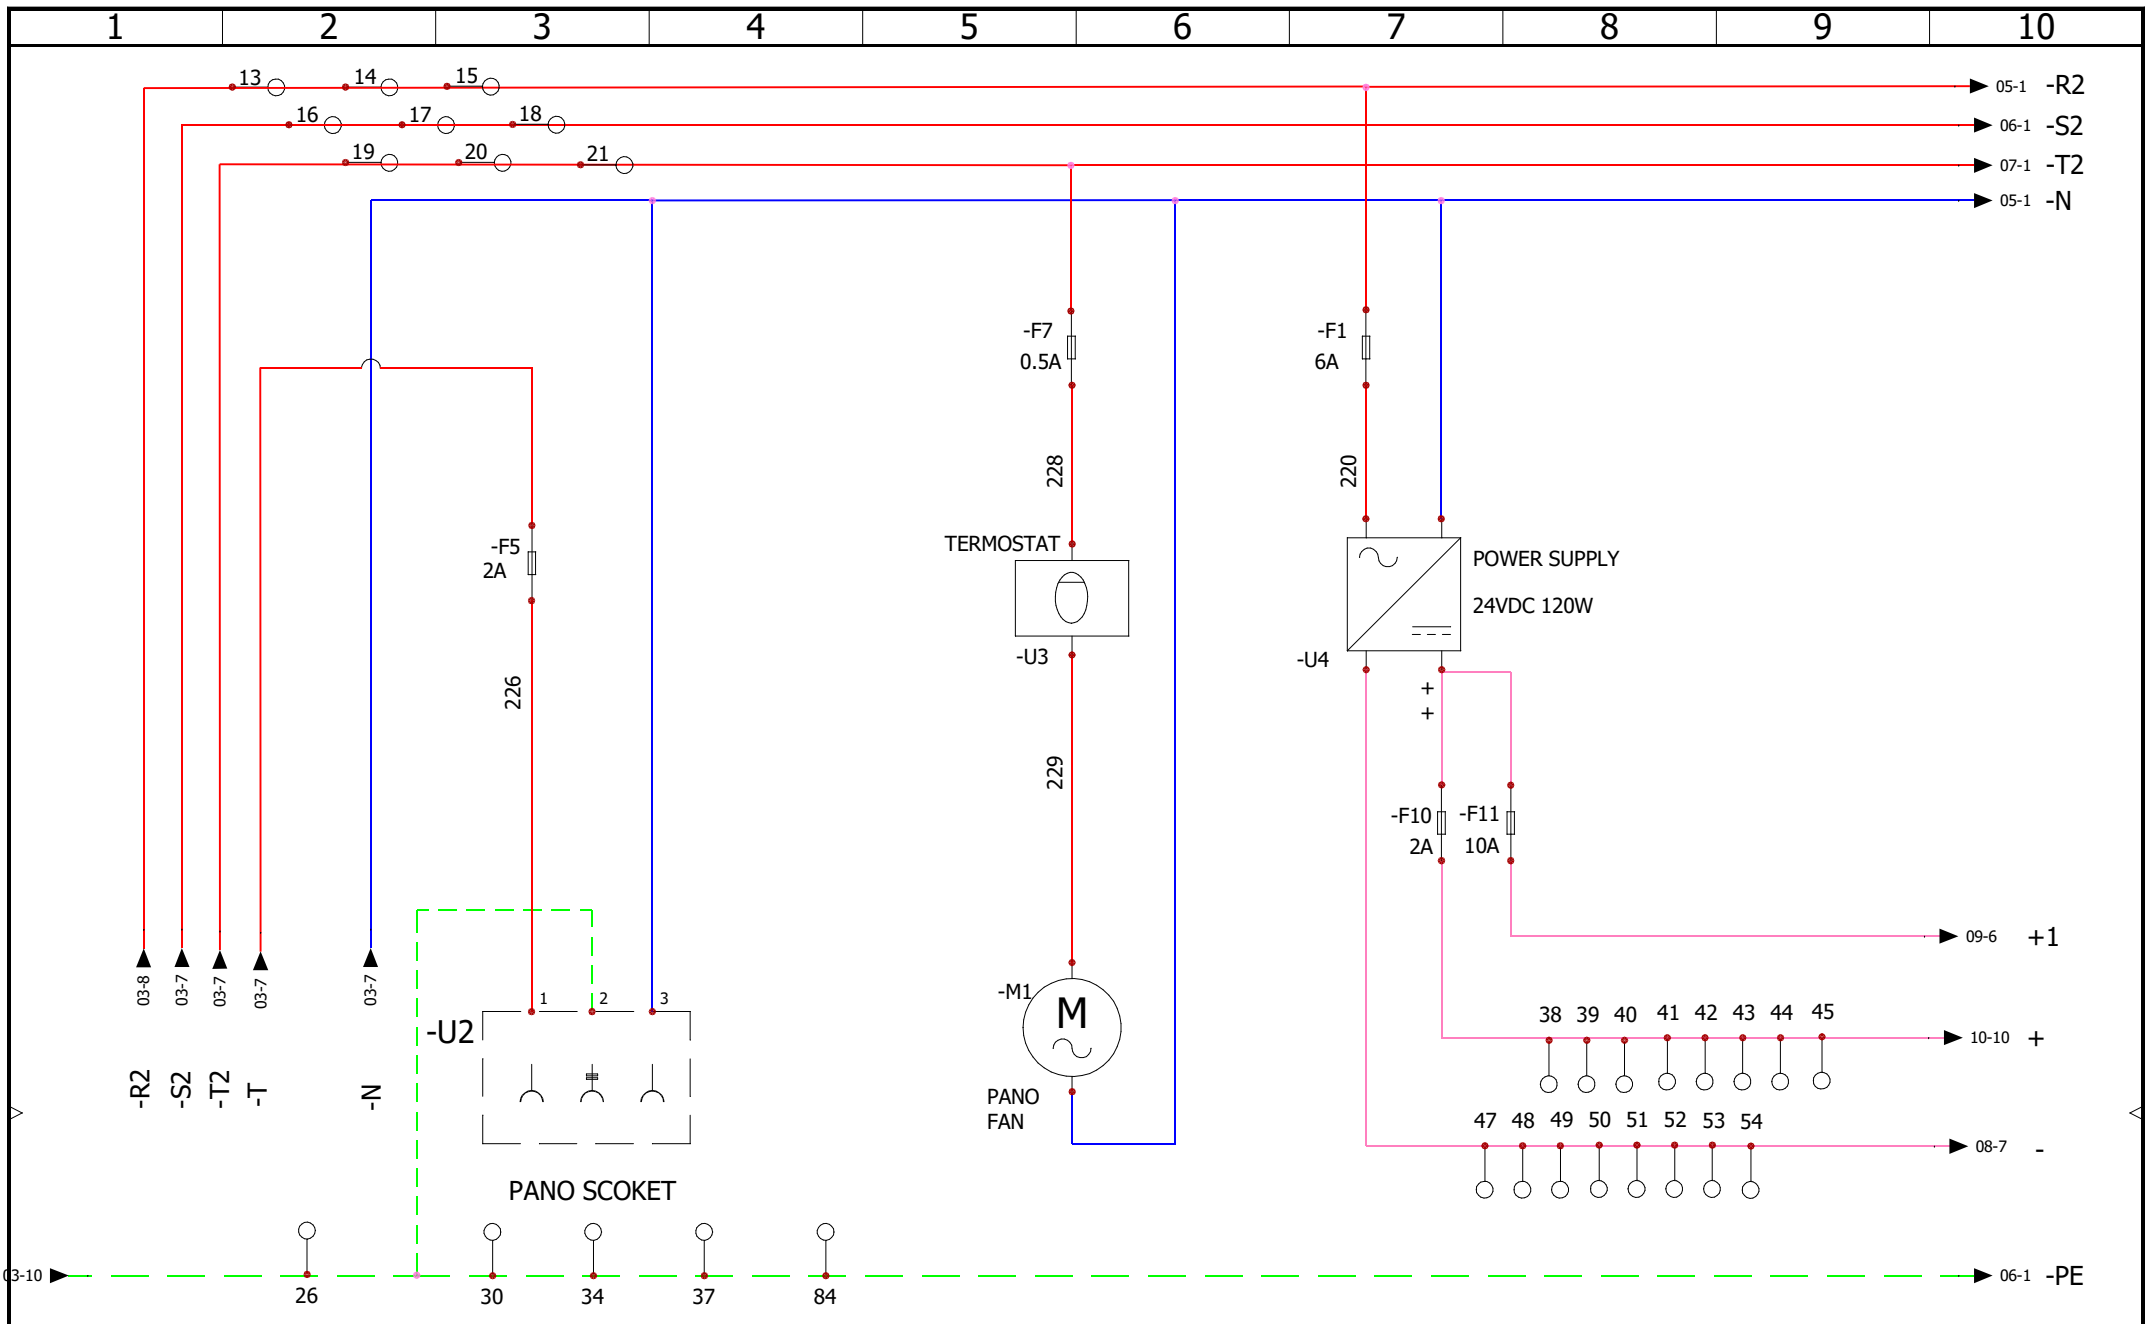 1 2 3 4 5 6 7 8 9 10
13 14 15
05-1 -R2
16 17 18
06-1 -S2
19 20 21
07-1 -T2
05-1 -N
-F7
0.5A
-F1
6A
228
220
-F5
2A
TERMOSTAT
POWER SUPPLY
24VDC 120W
-U3
-U4
226
+
+
229
-F10
2A
-F11
10A
09-6 +1
03-8
03-7
03-7
03-7
03-7
-R2
-S2
-T2
-T
-N
1 2 3
-U2
-M1
M
PANO
FAN
38 39 40 41 42 43 44 45
10-10 +
47 48 49 50 51 52 53 54
08-7 -
PANO SCOKET
03-10
26 30 34 37 84
06-1 -PE